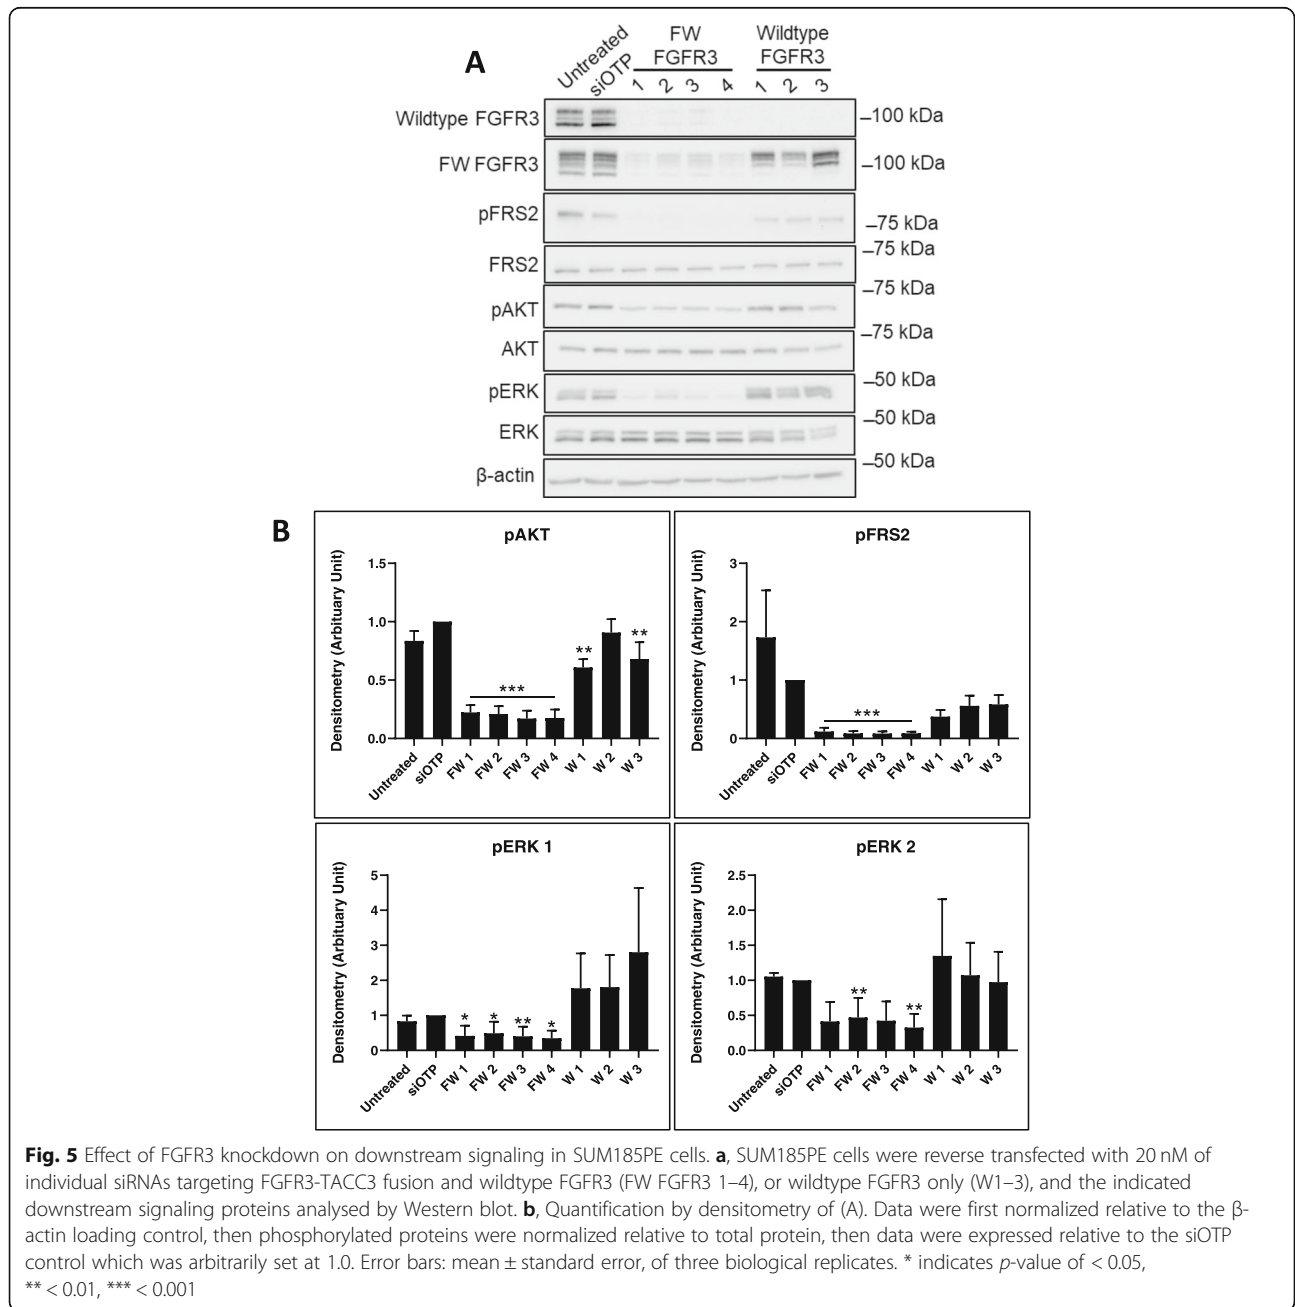 A
Untreated
siOTP
FW
FGFR3
Wildtype
FGFR3
1 2 3 4 1 2 3
Wildtype FGFR3 –100 kDa
FW FGFR3 –100 kDa
pFRS2 –75 kDa
FRS2 –75 kDa
pAKT –75 kDa
AKT –75 kDa
pERK –50 kDa
ERK –50 kDa
β-actin –50 kDa
B
pAKT
Densitometry (Arbituary Unit)
1.5
1.0
0.5
0.0
** ** ***
Untreated siOTP FW 1 FW 2 FW 3 FW 4 W 1 W 2 W 3
pFRS2
Densitometry (Arbituary Unit)
3
2
1
0
***
Untreated siOTP FW 1 FW 2 FW 3 FW 4 W 1 W 2 W 3
pERK 1
Densitometry (Arbituary Unit)
5
4
3
2
1
0
* * ** *
Untreated siOTP FW 1 FW 2 FW 3 FW 4 W 1 W 2 W 3
pERK 2
Densitometry (Arbituary Unit)
2.5
2.0
1.5
1.0
0.5
0.0
** **
Untreated siOTP FW 1 FW 2 FW 3 FW 4 W 1 W 2 W 3
Fig. 5 Effect of FGFR3 knockdown on downstream signaling in SUM185PE cells. a, SUM185PE cells were reverse transfected with 20 nM of
individual siRNAs targeting FGFR3-TACC3 fusion and wildtype FGFR3 (FW FGFR3 1–4), or wildtype FGFR3 only (W1–3), and the indicated
downstream signaling proteins analysed by Western blot. b, Quantification by densitometry of (A). Data were first normalized relative to the β-
actin loading control, then phosphorylated proteins were normalized relative to total protein, then data were expressed relative to the siOTP
control which was arbitrarily set at 1.0. Error bars: mean ± standard error, of three biological replicates. * indicates p-value of < 0.05,
** < 0.01, *** < 0.001